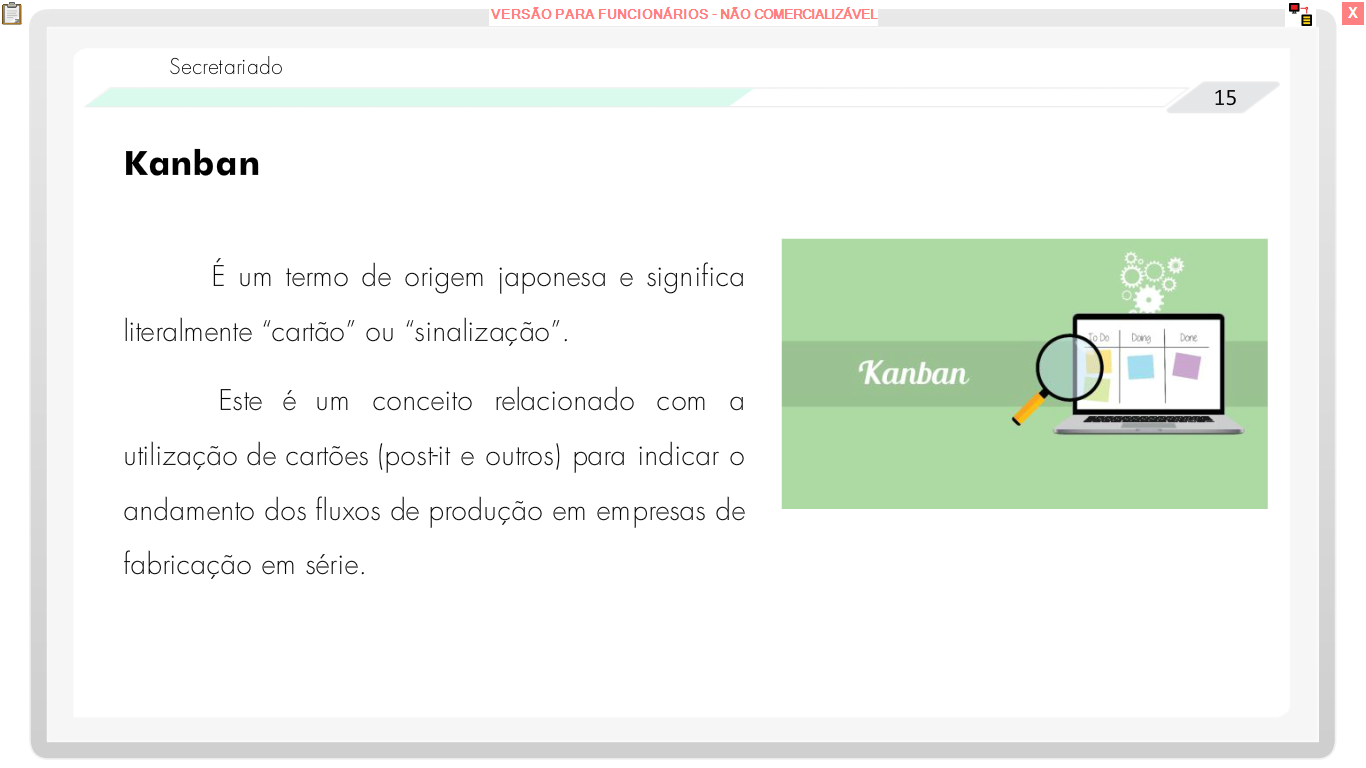 VERSÃO PARA FUNCIONÁRIOS - NÃO COMERCIALIZÁVEL
X
Secretariado
15
Kanban
É um termo de origem japonesa e significa
literalmente “cartão” ou “sinalização”.
Este é um conceito relacionado com a
utilização de cartões (post-it e outros) para indicar o
andamento dos fluxos de produção em empresas de
fabricação em série.
Kanban
To Do Doing Done